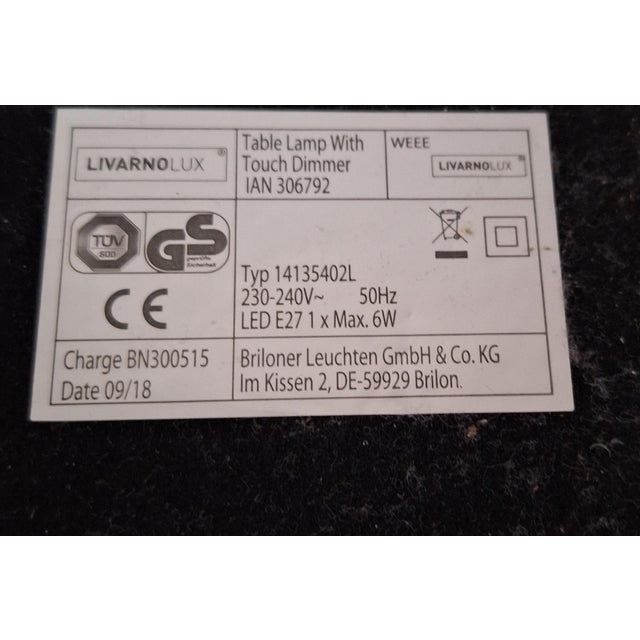 LIVARNOLUX®
Table Lamp With
Touch Dimmer
IAN 306792
WEEE
LIVARNOLUX®
TÜV
SÜD
GS
geprüfte
Sicherheit
CE
Typ 14135402L
230-240V~ 50Hz
LED E27 1 x Max. 6W
Charge BN300515
Date 09/18
Briloner Leuchten GmbH & Co. KG
Im Kissen 2, DE-59929 Brilon.